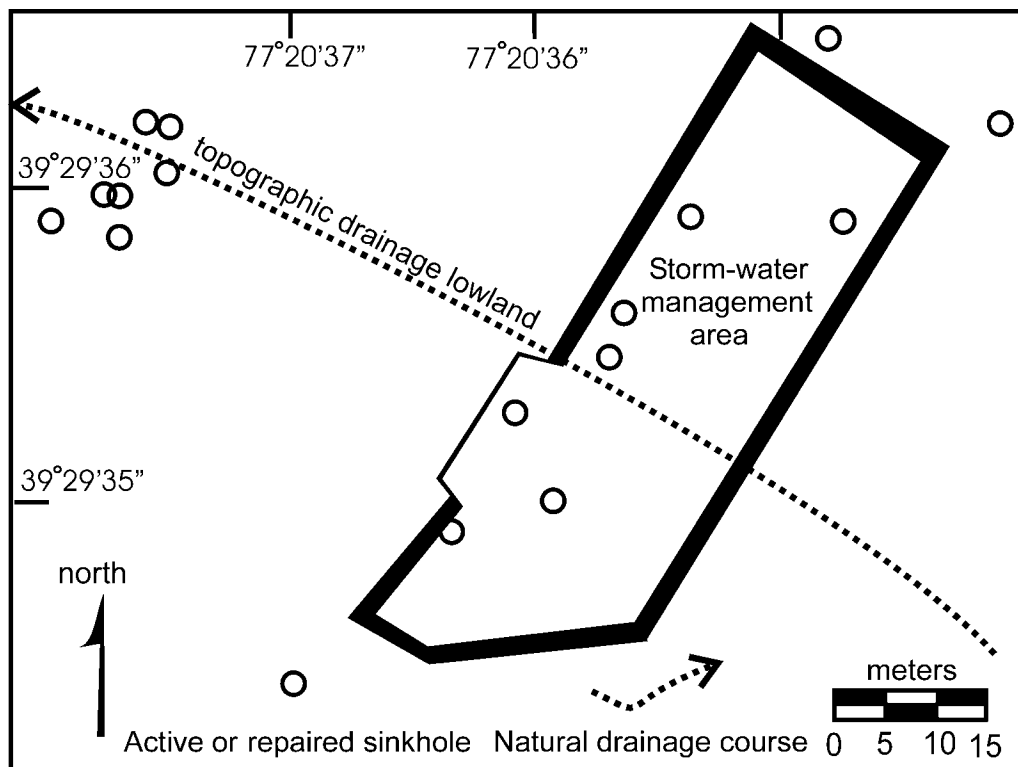 77°20'37"
77°20'36"
39°29'36"
topographic drainage lowland
Storm-water
management
area
39°29'35"
north
meters
Active or repaired sinkhole
Natural drainage course
0 5 10 15